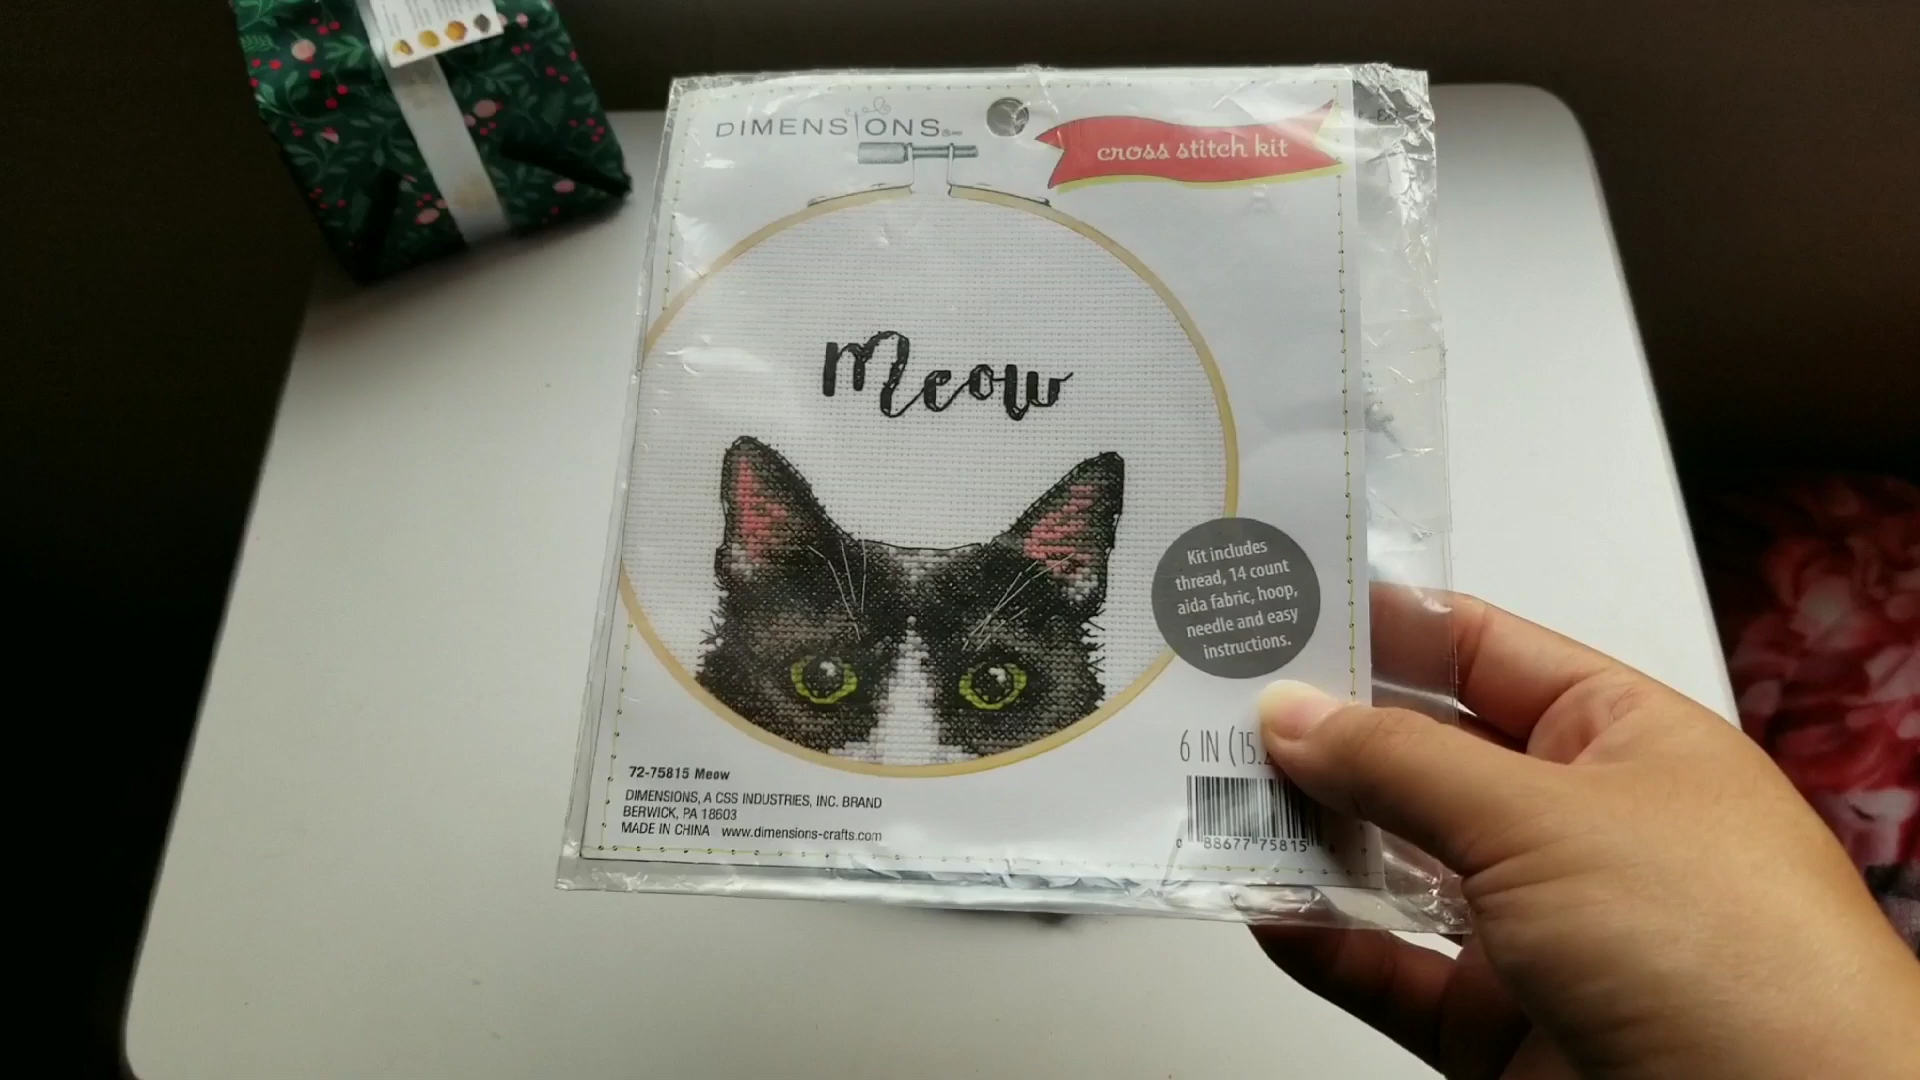 DIMENSIONS
cross stitch kit
Meow
Kit includes
thread, 14 count
aida fabric, hoop,
needle and easy
instructions.
6 IN (15.
72-75815 Meow
DIMENSIONS, A CSS INDUSTRIES, INC. BRAND
BERWICK, PA 18603
MADE IN CHINA www.dimensions-crafts.com
0 88677 75815